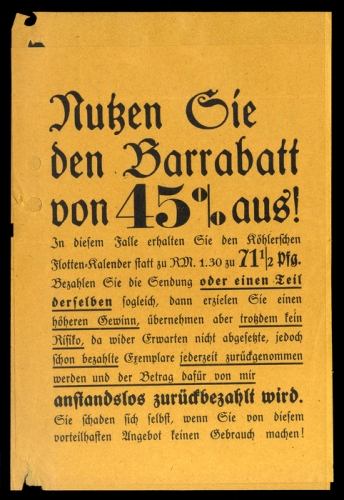 Nutzen Sie
den Barrabatt
von 45% aus!
In diesem Falle erhalten Sie den Köhlerschen
Flotten-Kalender statt zu RM. 1.30 zu 71 1/2 Pfg.
Bezahlen Sie die Sendung oder einen Teil
derselben sogleich, dann erzielen Sie einen
höheren Gewinn, übernehmen aber trotzdem kein
Risiko, da wider Erwarten nicht abgesetzte, jedoch
schon bezahlte Exemplare jederzeit zurückgenommen
werden und der Betrag dafür von mir
anstandslos zurückbezahlt wird.
Sie schaden sich selbst, wenn Sie von diesem
vorteilhaften Angebot keinen Gebrauch machen!